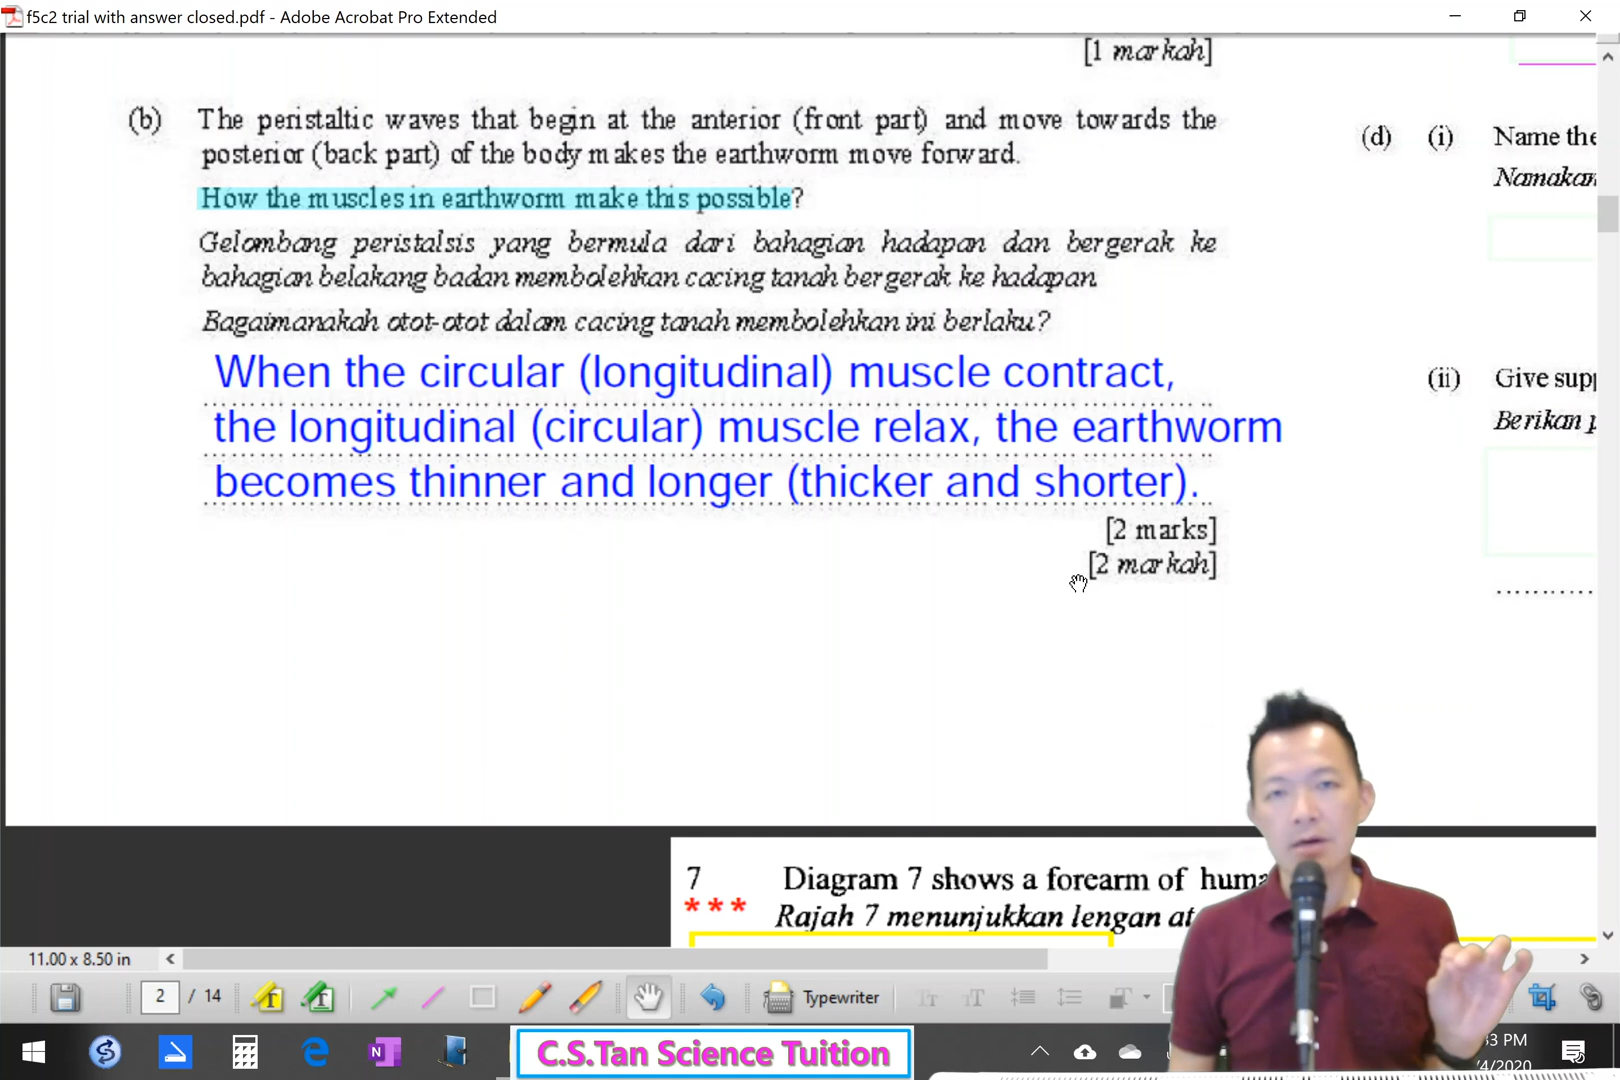 f5c2 trial with answer closed.pdf - Adobe Acrobat Pro Extended
[1 markah]
(b) The peristaltic waves that begin at the anterior (front part) and move towards the
posterior (back part) of the body makes the earthworm move forward.
How the muscles in earthworm make this possible?
Gelombang peristalsis yang bermula dari bahagian hadapan dan bergerak ke
bahagian belakang badan membolehkan cacing tanah bergerak ke hadapan
Bagaimanakah otot-otot dalam cacing tanah membolehkan ini berlaku?
When the circular (longitudinal) muscle contract,
the longitudinal (circular) muscle relax, the earthworm
becomes thinner and longer (thicker and shorter).
[2 marks]
[2 markah]
(d) (i) Name the
Namakan
(ii) Give supp
Berikan p
7 Diagram 7 shows a forearm of huma
*** Rajah 7 menunjukkan lengan at
11.00 x 8.50 in
2 / 14
Typewriter
C.S.Tan Science Tuition
33 PM
/4/2020